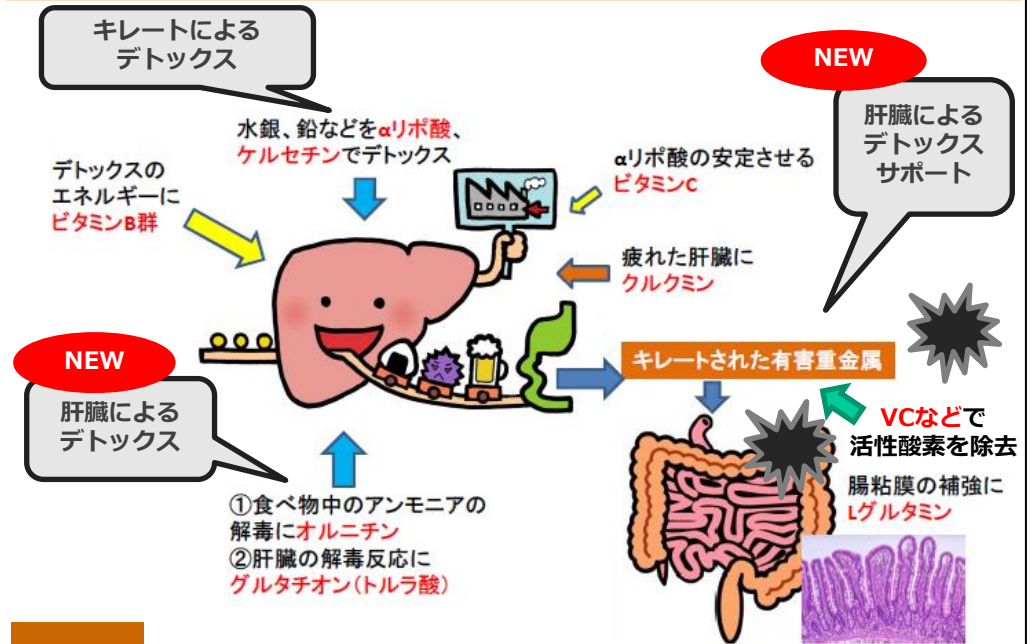 キレートによる
デトックス
NEW
肝臓による
デトックス
サポート
水銀、鉛などをαリポ酸、
ケルセチンでデトックス
αリポ酸の安定させる
ビタミンC
デトックスの
エネルギーに
ビタミンB群
疲れた肝臓に
クルクミン
NEW
肝臓による
デトックス
キレートされた有害重金属
VCなどで
活性酸素を除去
腸粘膜の補強に
Lグルタミン
①食べ物中のアンモニアの
解毒にオルニチン
②肝臓の解毒反応に
グルタチオン(トルラ酸)